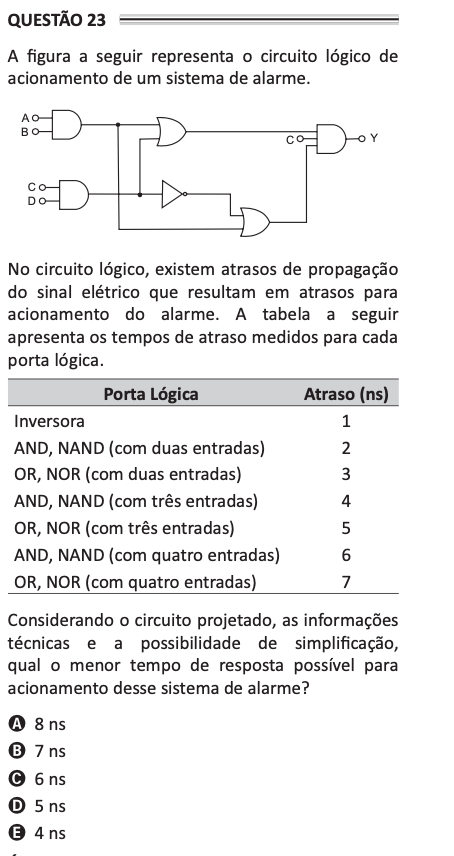 QUESTÃO 23
A figura a seguir representa o circuito lógico de
acionamento de um sistema de alarme.
A
B
C
Y
C
D
No circuito lógico, existem atrasos de propagação
do sinal elétrico que resultam em atrasos para
acionamento do alarme. A tabela a seguir
apresenta os tempos de atraso medidos para cada
porta lógica.
Porta Lógica Atraso (ns)
Inversora 1
AND, NAND (com duas entradas) 2
OR, NOR (com duas entradas) 3
AND, NAND (com três entradas) 4
OR, NOR (com três entradas) 5
AND, NAND (com quatro entradas) 6
OR, NOR (com quatro entradas) 7
Considerando o circuito projetado, as informações
técnicas e a possibilidade de simplificação,
qual o menor tempo de resposta possível para
acionamento desse sistema de alarme?
A 8 ns
B 7 ns
C 6 ns
D 5 ns
E 4 ns